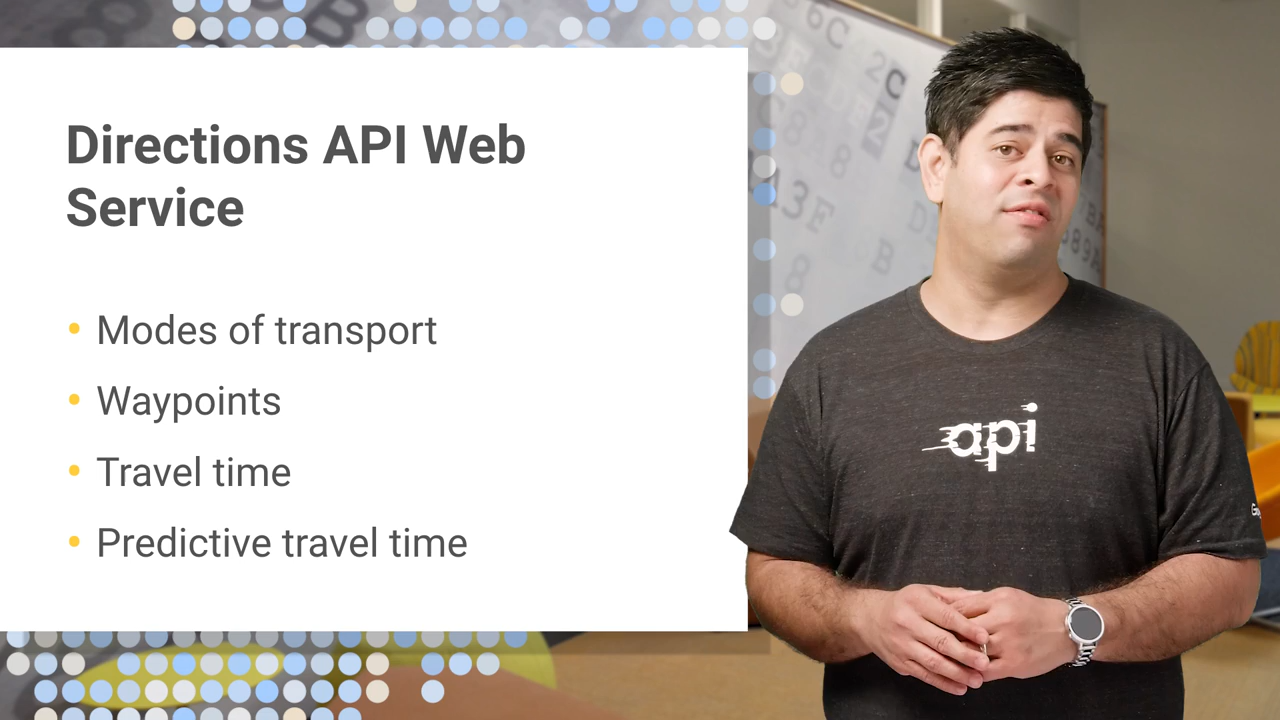 Directions API Web
Service
• Modes of transport
• Waypoints
• Travel time
• Predictive travel time
api